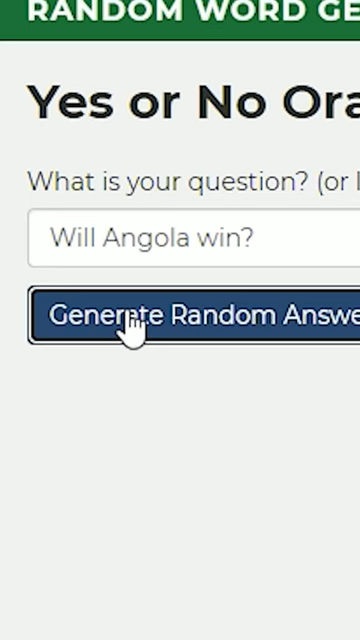 RANDOM WORD GE
Yes or No Ora
What is your question? (or l
Will Angola win?
Generate Random Answe